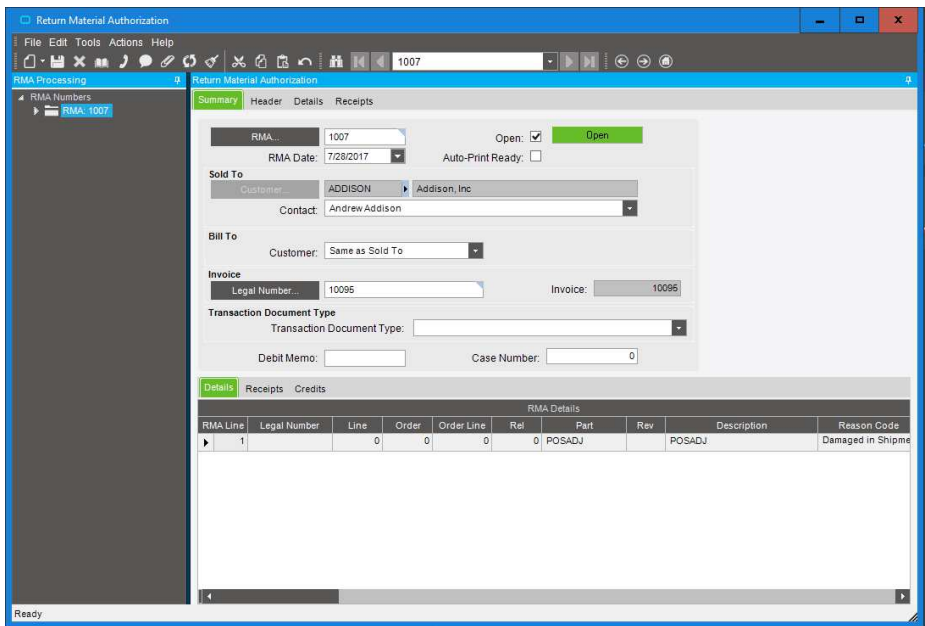 Return Material Authorization
File Edit Tools Actions Help
1007
RMA Processing
Return Material Authorization
RMA Numbers
RMA: 1007
Summary Header Details Receipts
RMA... 1007 Open: Open
RMA Date: 7/28/2017 Auto-Print Ready:
Sold To
Customer... ADDISON Addison, Inc
Contact: Andrew Addison
Bill To
Customer: Same as Sold To
Invoice
Legal Number... 10095 Invoice: 10095
Transaction Document Type
Transaction Document Type:
Debit Memo: Case Number: 0
Details Receipts Credits
RMA Details
RMA Line Legal Number Line Order Order Line Rel Part Rev Description Reason Code
1 0 0 0 0 POSADJ POSADJ Damaged in Shipme
Ready